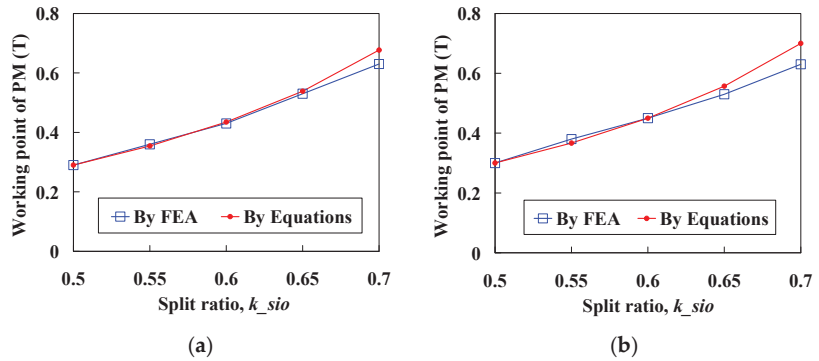 0.8
0.6
0.4
0.2
0
Working point of PM (T)
By FEA
By Equations
0.5 0.55 0.6 0.65 0.7
Split ratio, k_sio
(a)
0.8
0.6
0.4
0.2
0
Working point of PM (T)
By FEA
By Equations
0.5 0.55 0.6 0.65 0.7
Split ratio, k_sio
(b)